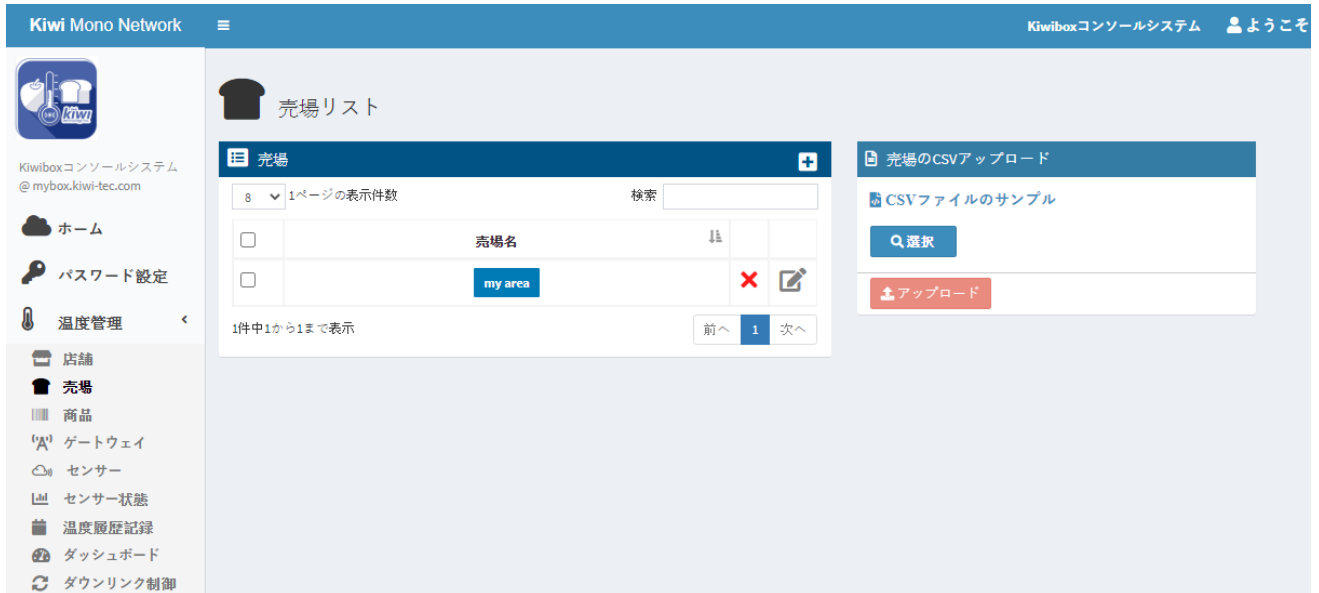 Kiwi Mono Network
Kiwiboxコンソールシステム
ようこそ
KIWI
Kiwiboxコンソールシステム
@ mybox.kiwi-tec.com
ホーム
パスワード設定
温度管理
店舗
売場
商品
ゲートウェイ
センサー
センサー状態
温度履歴記録
ダッシュボード
ダウンリンク制御
売場リスト
売場
8 1ページの表示件数
検索
売場名
my area
1件中1から1まで表示
前へ 1 次へ
売場のCSVアップロード
CSVファイルのサンプル
選択
アップロード